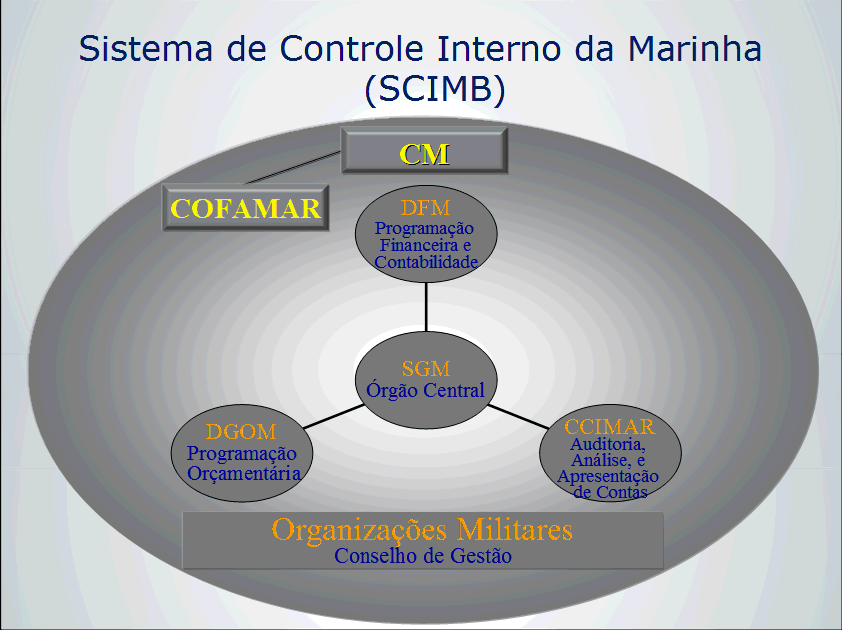 Sistema de Controle Interno da Marinha
(SCIMB)
CM
COFAMAR
DFM
Programação
Financeira e
Contabilidade
SGM
Órgão Central
DGOM
Programação
Orçamentária
CCIMAR
Auditoria,
Análise, e
Apresentação
de Contas
Organizações Militares
Conselho de Gestão